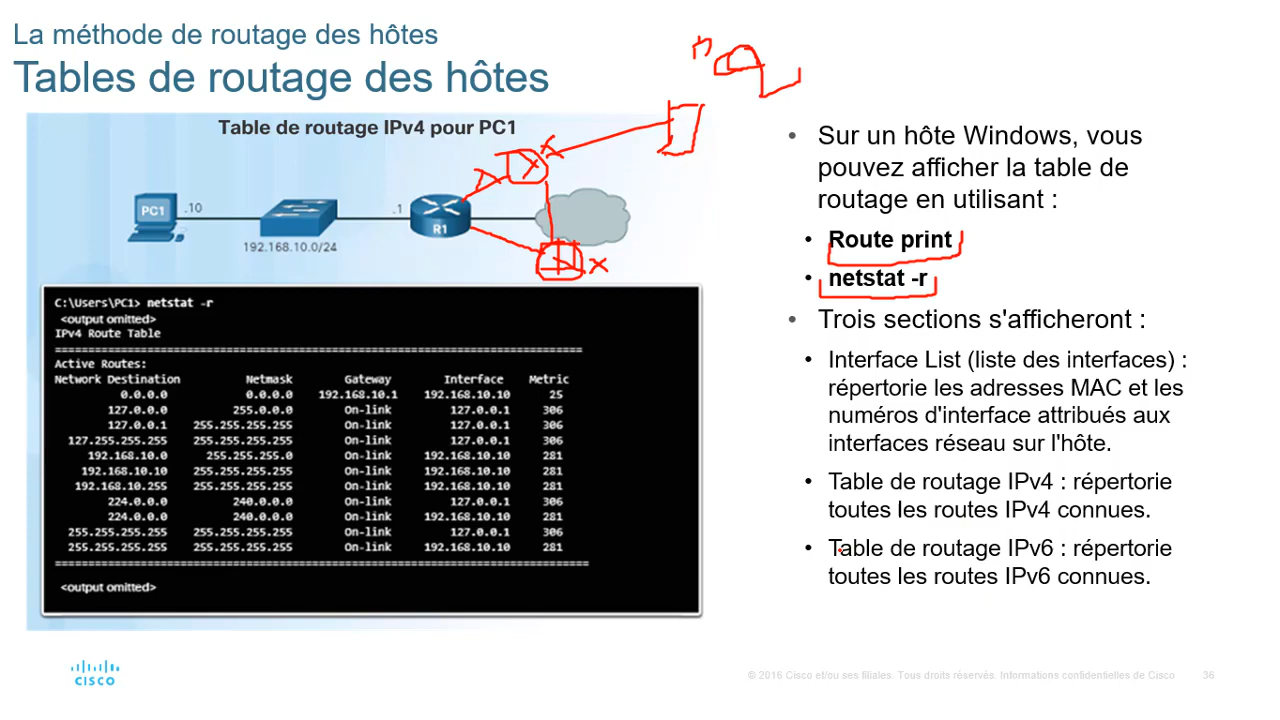 La méthode de routage des hôtes
Tables de routage des hôtes
Table de routage IPv4 pour PC1
PC1
.10
192.168.10.0/24
.1
R1
C:\Users\PC1> netstat -r
<output omitted>
IPv4 Route Table
===========================================================================
Active Routes:
Network Destination Netmask Gateway Interface Metric
0.0.0.0 0.0.0.0 192.168.10.1 192.168.10.10 25
127.0.0.0 255.0.0.0 On-link 127.0.0.1 306
127.0.0.1 255.255.255.255 On-link 127.0.0.1 306
127.255.255.255 255.255.255.255 On-link 127.0.0.1 306
192.168.10.0 255.255.255.0 On-link 192.168.10.10 281
192.168.10.10 255.255.255.255 On-link 192.168.10.10 281
192.168.10.255 255.255.255.255 On-link 192.168.10.10 281
224.0.0.0 240.0.0.0 On-link 127.0.0.1 306
224.0.0.0 240.0.0.0 On-link 192.168.10.10 281
255.255.255.255 255.255.255.255 On-link 127.0.0.1 306
255.255.255.255 255.255.255.255 On-link 192.168.10.10 281
===========================================================================
<output omitted>
• Sur un hôte Windows, vous
pouvez afficher la table de
routage en utilisant :
• Route print
• netstat -r
• Trois sections s'afficheront :
• Interface List (liste des interfaces) :
répertorie les adresses MAC et les
numéros d'interface attribués aux
interfaces réseau sur l'hôte.
• Table de routage IPv4 : répertorie
toutes les routes IPv4 connues.
• Table de routage IPv6 : répertorie
toutes les routes IPv6 connues.
CISCO
© 2016 Cisco et/ou ses filiales. Tous droits réservés. Informations confidentielles de Cisco
36